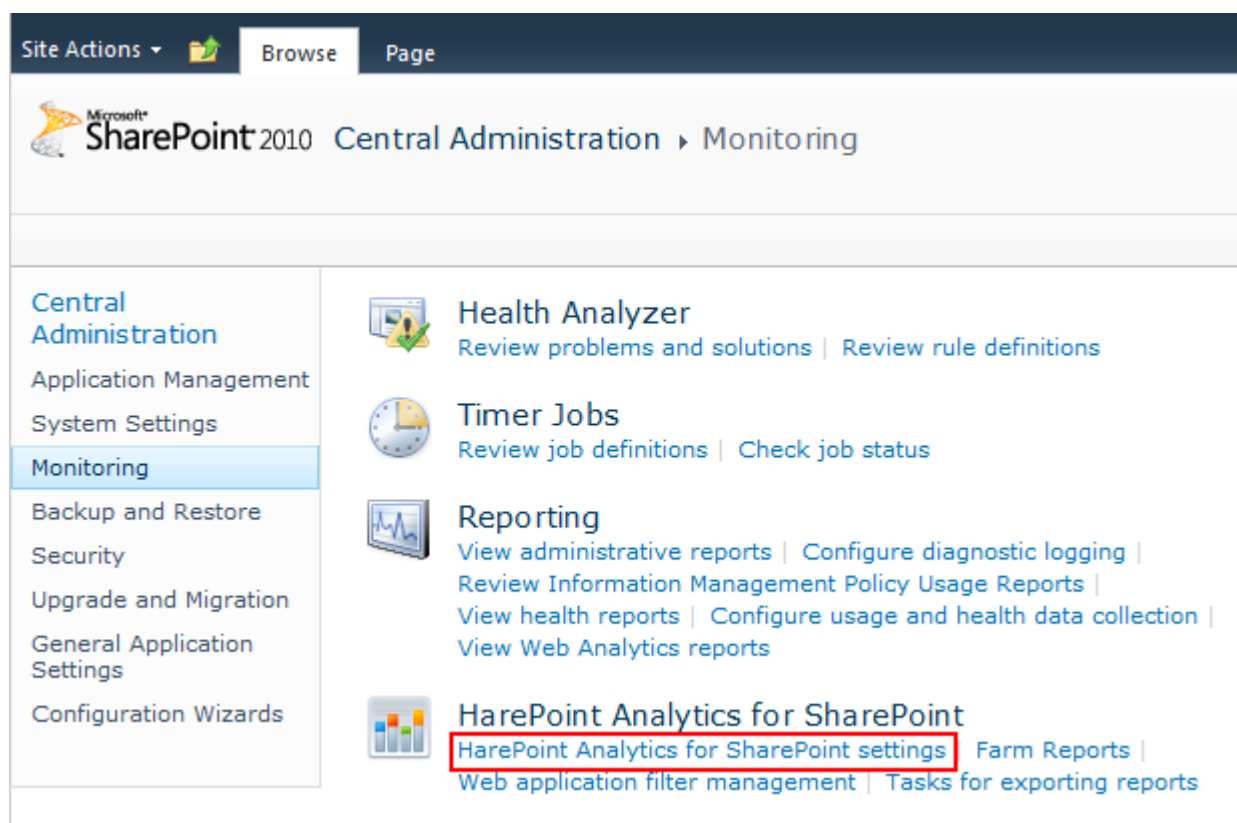 Site Actions Browse Page
Microsoft
SharePoint 2010 Central Administration Monitoring
Central
Administration
Application Management
System Settings
Monitoring
Backup and Restore
Security
Upgrade and Migration
General Application
Settings
Configuration Wizards
Health Analyzer
Review problems and solutions | Review rule definitions
Timer Jobs
Review job definitions | Check job status
Reporting
View administrative reports | Configure diagnostic logging |
Review Information Management Policy Usage Reports |
View health reports | Configure usage and health data collection |
View Web Analytics reports
HarePoint Analytics for SharePoint
HarePoint Analytics for SharePoint settings | Farm Reports |
Web application filter management | Tasks for exporting reports